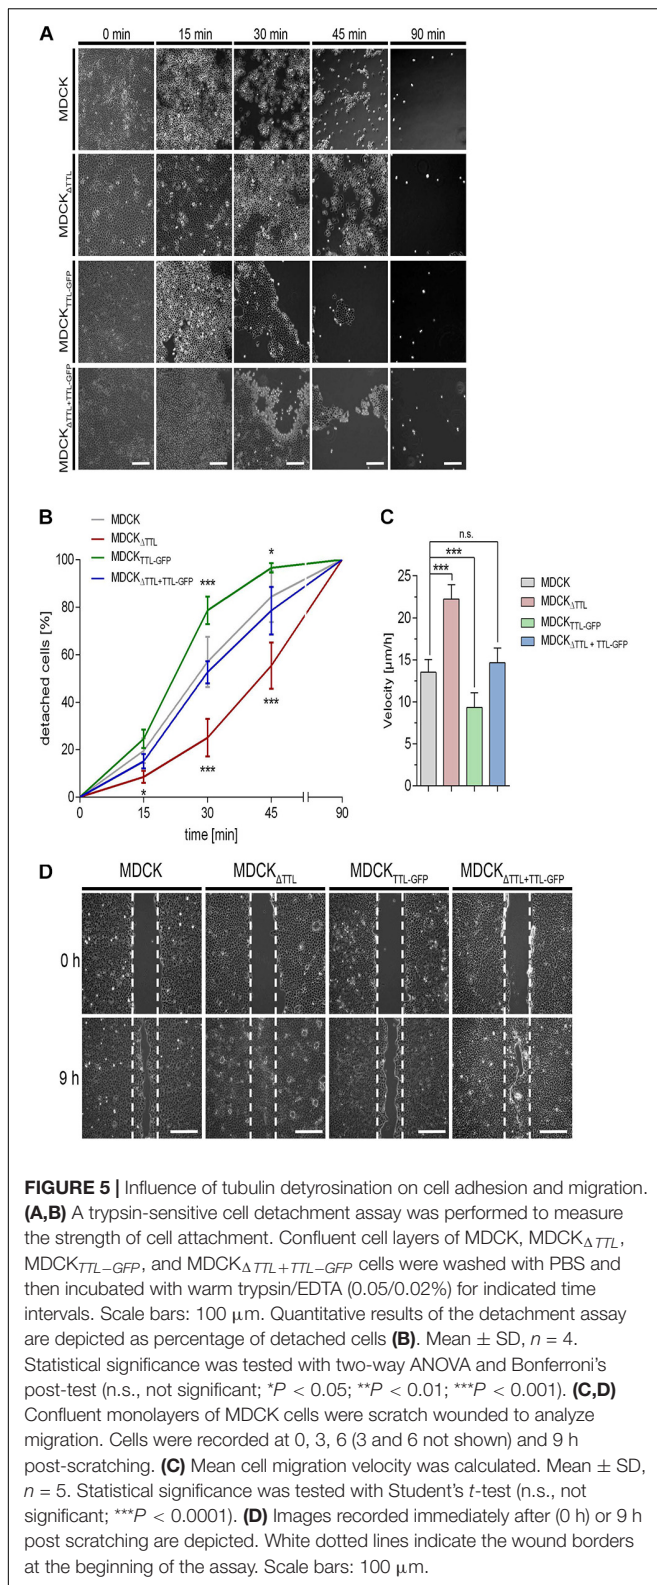 A
0 min 15 min 30 min 45 min 90 min
MDCK
MDCKΔTTL
MDCKTTL-GFP
MDCKΔTTL+TTL-GFP
B
MDCK
MDCKΔTTL
MDCKTTL-GFP
MDCKΔTTL+TTL-GFP
100
80
60
40
20
0
detached cells [%]
***
*
***
***
*
0 15 30 45 90
time [min]
C
n.s.
***
***
25
20
15
10
5
0
Velocity [µm/h]
MDCK
MDCKΔTTL
MDCKTTL-GFP
MDCKΔTTL + TTL-GFP
D
MDCK MDCKΔTTL MDCKTTL-GFP MDCKΔTTL+TTL-GFP
0 h
9 h
FIGURE 5 | Influence of tubulin detyrosination on cell adhesion and migration.
(A,B) A trypsin-sensitive cell detachment assay was performed to measure
the strength of cell attachment. Confluent cell layers of MDCK, MDCKΔTTL,
MDCKTTL−GFP, and MDCKΔTTL+TTL−GFP cells were washed with PBS and
then incubated with warm trypsin/EDTA (0.05/0.02%) for indicated time
intervals. Scale bars: 100 µm. Quantitative results of the detachment assay
are depicted as percentage of detached cells (B). Mean ± SD, n = 4.
Statistical significance was tested with two-way ANOVA and Bonferroni's
post-test (n.s., not significant; *P < 0.05; **P < 0.01; ***P < 0.001). (C,D)
Confluent monolayers of MDCK cells were scratch wounded to analyze
migration. Cells were recorded at 0, 3, 6 (3 and 6 not shown) and 9 h
post-scratching. (C) Mean cell migration velocity was calculated. Mean ± SD,
n = 5. Statistical significance was tested with Student's t-test (n.s., not
significant; ***P < 0.0001). (D) Images recorded immediately after (0 h) or 9 h
post scratching are depicted. White dotted lines indicate the wound borders
at the beginning of the assay. Scale bars: 100 µm.